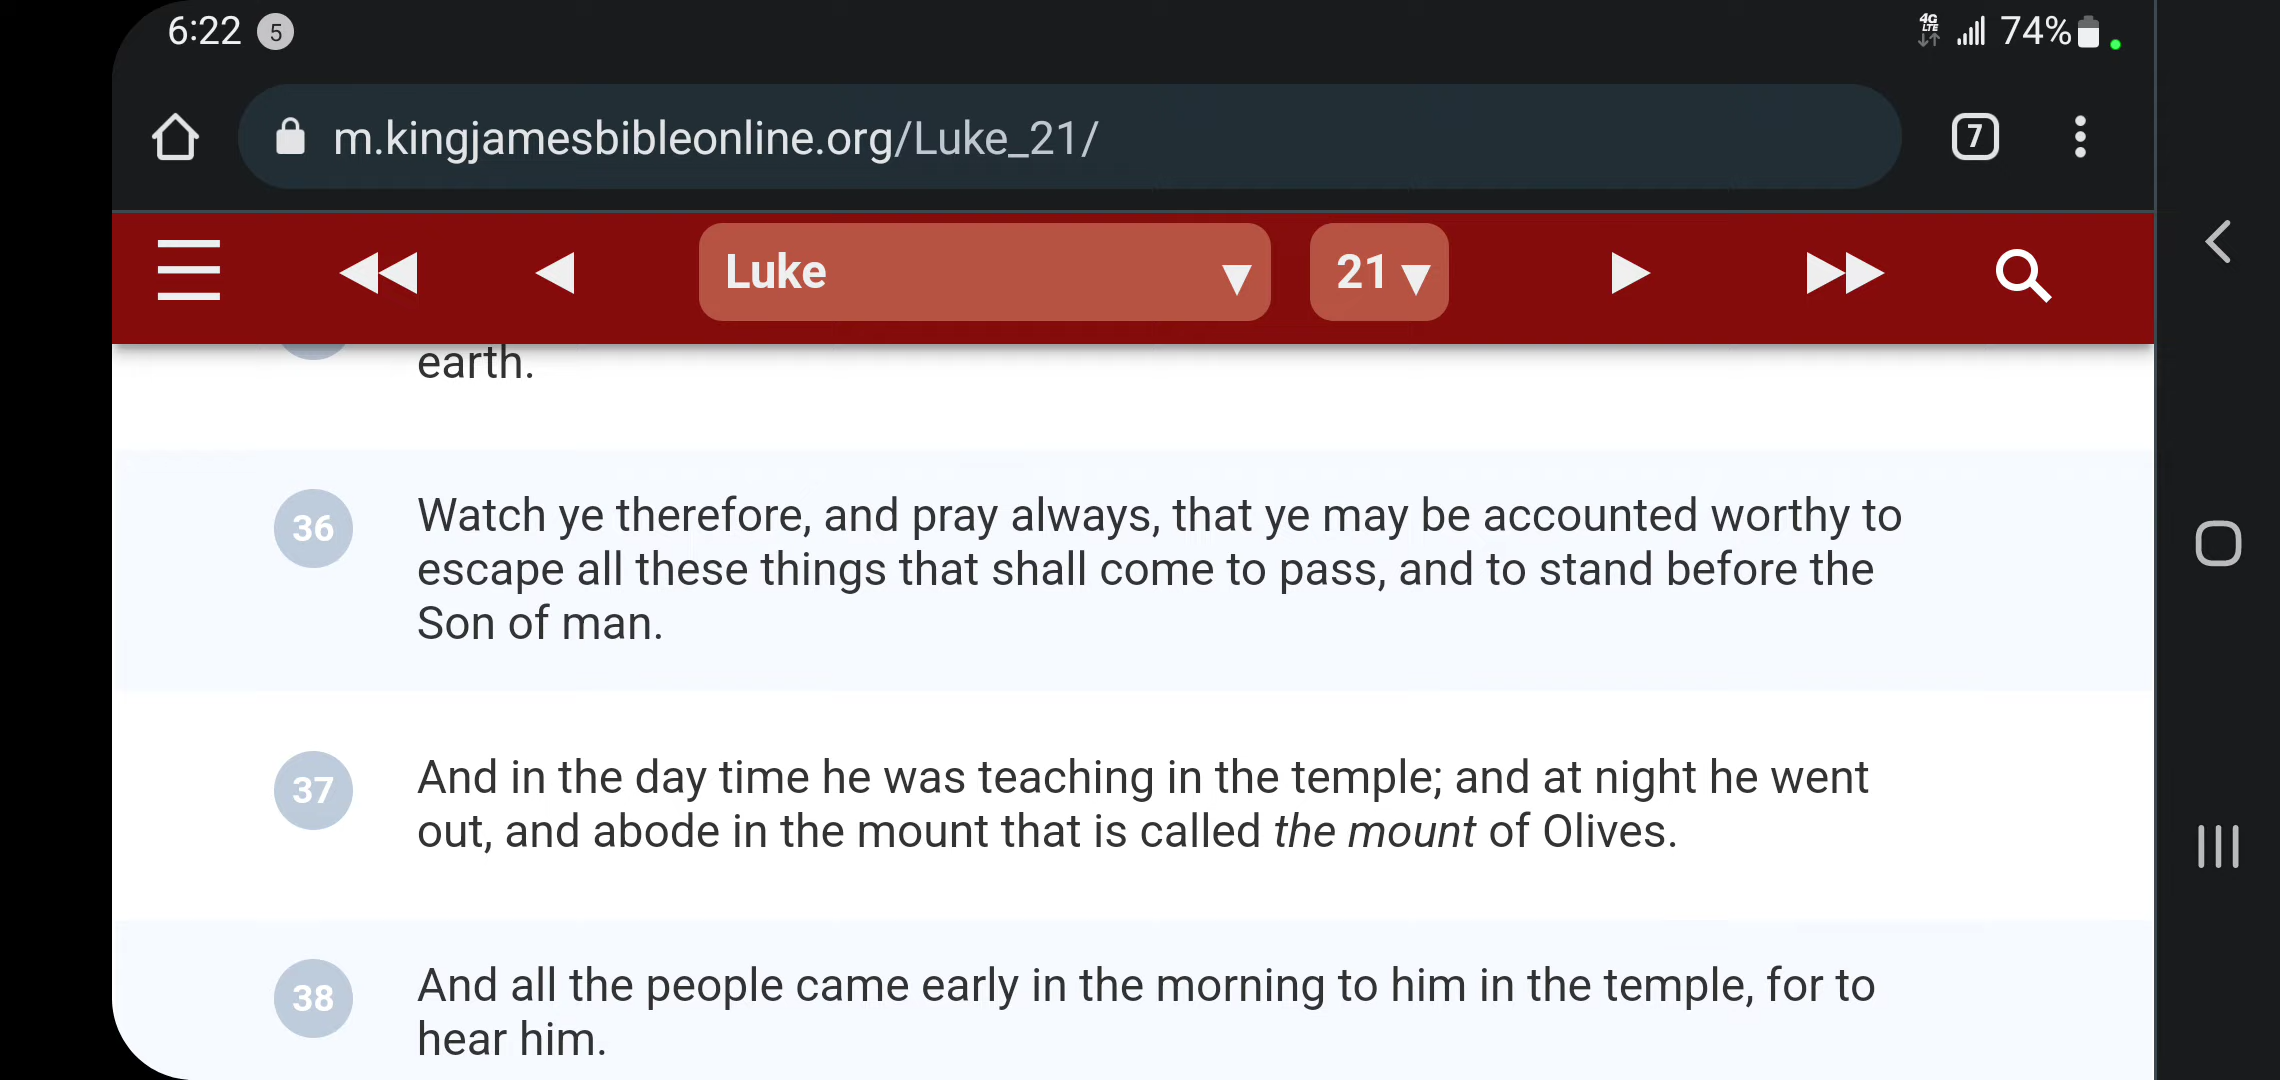 6:22 5 4G LTE 74%
m.kingjamesbibleonline.org/Luke_21/ 7
Luke 21
earth.
36 Watch ye therefore, and pray always, that ye may be accounted worthy to
escape all these things that shall come to pass, and to stand before the
Son of man.
37 And in the day time he was teaching in the temple; and at night he went
out, and abode in the mount that is called the mount of Olives.
38 And all the people came early in the morning to him in the temple, for to
hear him.